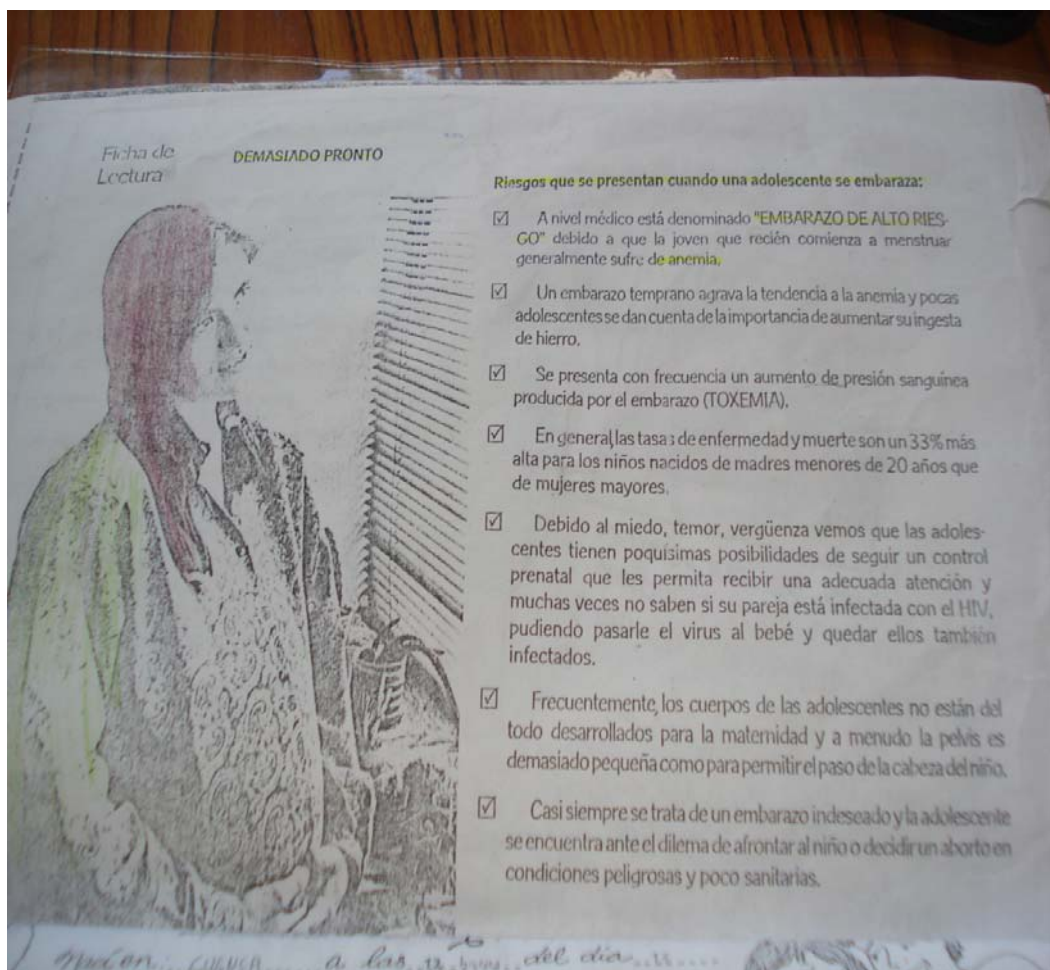 Ficha de
Lectura
DEMASIADO PRONTO
Riesgos que se presentan cuando una adolescente se embaraza:
☑ A nivel médico está denominado "EMBARAZO DE ALTO RIES-
GO" debido a que la joven que recién comienza a menstruar
generalmente sufre de anemia.
☑ Un embarazo temprano agrava la tendencia a la anemia y pocas
adolescentes se dan cuenta de la importancia de aumentar su ingesta
de hierro.
☑ Se presenta con frecuencia un aumento de presión sanguínea
producida por el embarazo (TOXEMIA).
☑ En general, las tasas de enfermedad y muerte son un 33% más
alta para los niños nacidos de madres menores de 20 años que
de mujeres mayores.
☑ Debido al miedo, temor, vergüenza vemos que las adoles-
centes tienen poquísimas posibilidades de seguir un control
prenatal que les permita recibir una adecuada atención y
muchas veces no saben si su pareja está infectada con el HIV,
pudiendo pasarle el virus al bebé y quedar ellos también
infectados.
☑ Frecuentemente, los cuerpos de las adolescentes no están del
todo desarrollados para la maternidad y a menudo la pelvis es
demasiado pequeña como para permitir el paso de la cabeza del niño.
☑ Casi siempre se trata de un embarazo indeseado y la adolescente
se encuentra ante el dilema de afrontar al niño o decidir un aborto en
condiciones peligrosas y poco sanitarias.
a las 12 del día